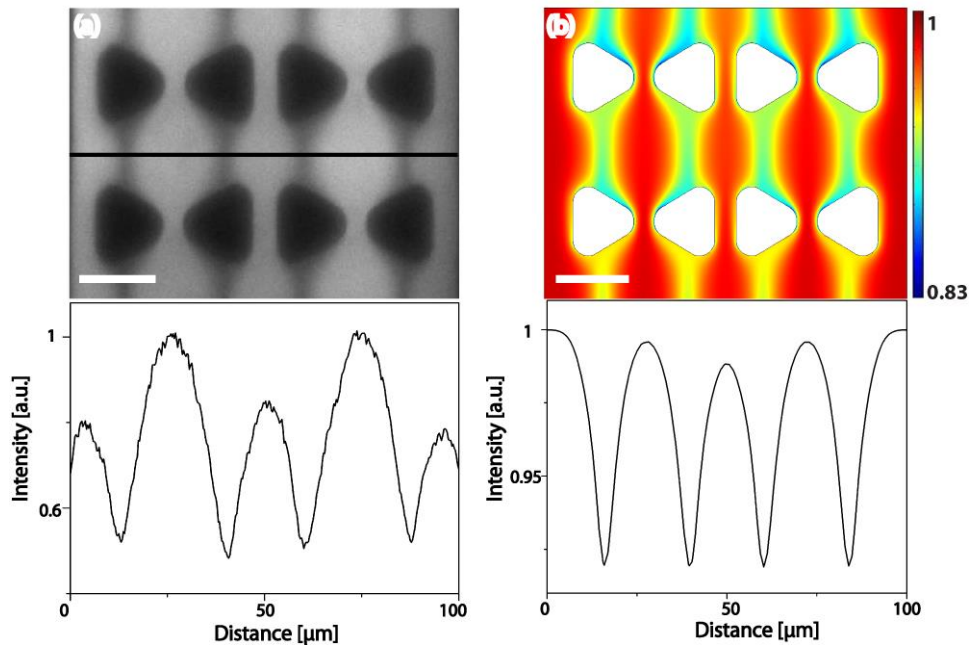 (a)
(b)
1
0.83
1
0.6
Intensity [a.u.]
0
50
100
Distance [µm]
1
0.95
Intensity [a.u.]
0
50
100
Distance [µm]